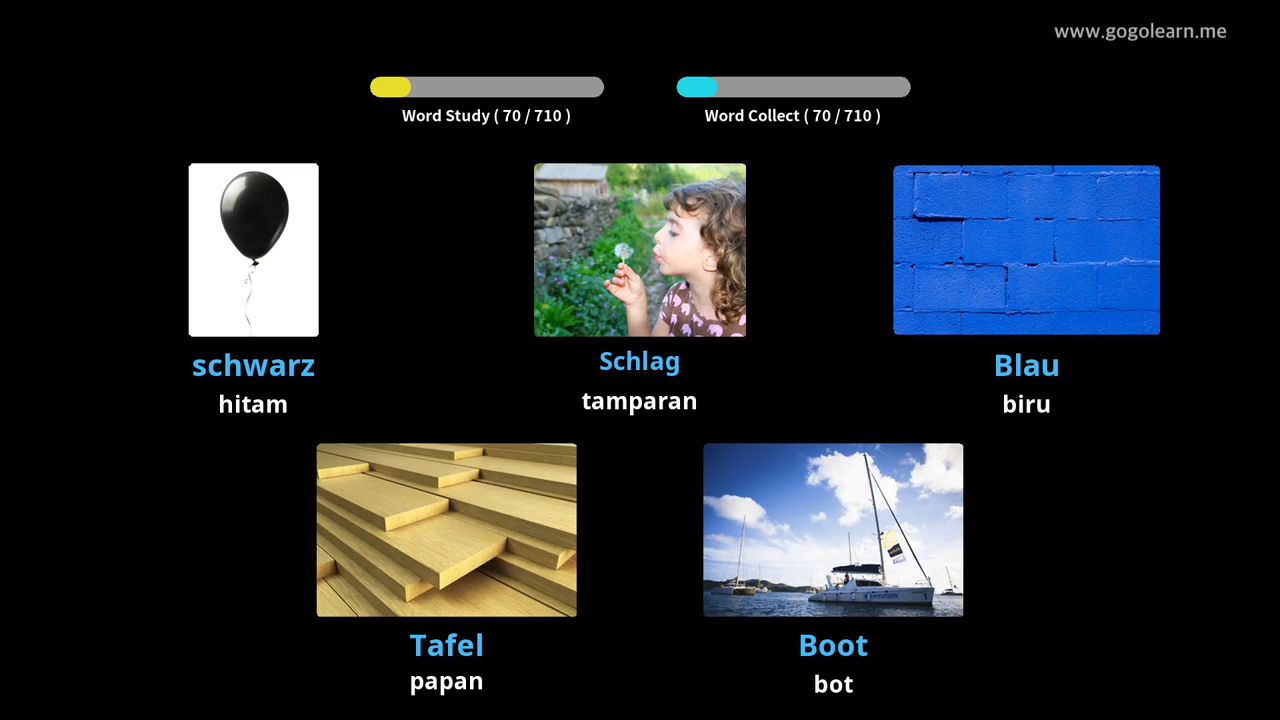 www.gogolearn.me
Word Study ( 70 / 710 )
Word Collect ( 70 / 710 )
schwarz
hitam
Schlag
tamparan
Blau
biru
Tafel
papan
Boot
bot